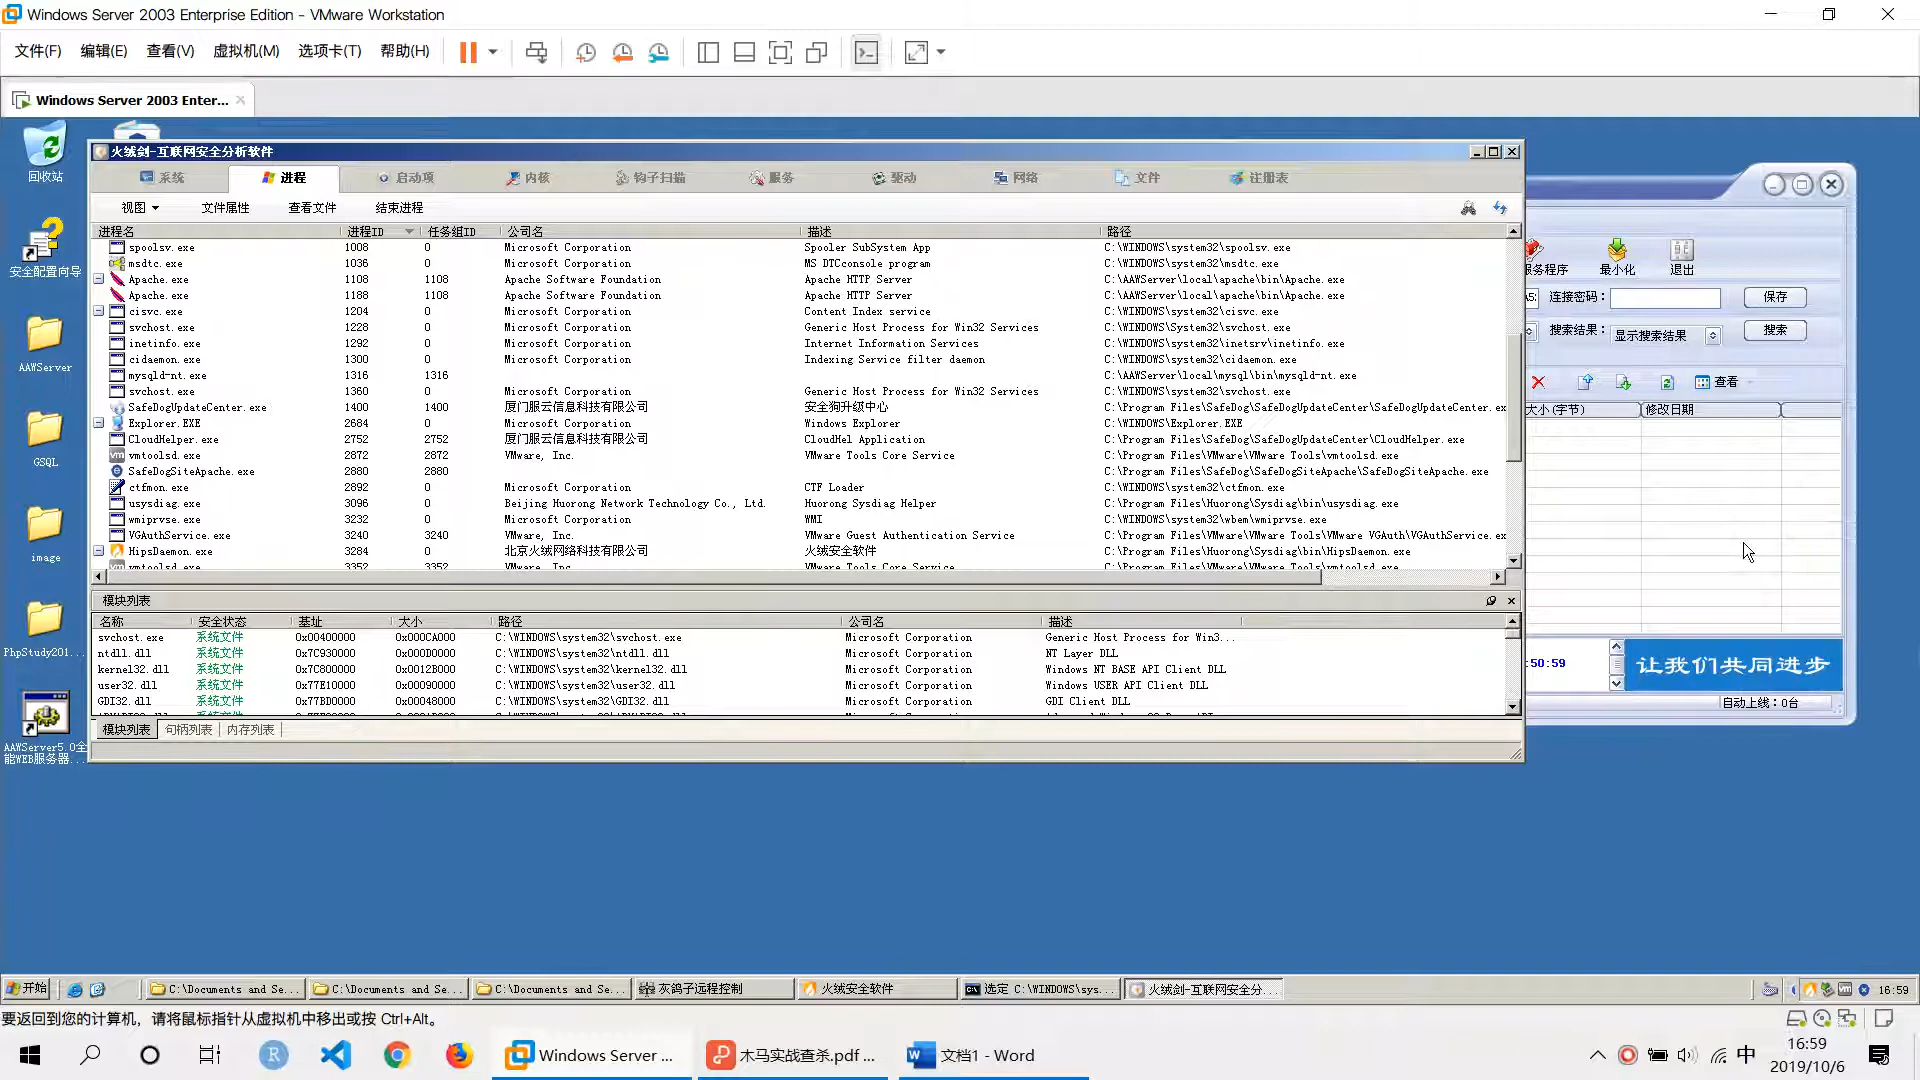 Windows Server 2003 Enterprise Edition - VMware Workstation
文件(F) 编辑(E) 查看(V) 虚拟机(M) 选项卡(T) 帮助(H)
Windows Server 2003 Enter...
回收站
安全配置向导
AAWServer
GSQL
image
PhpStudy201...
AAWServer5.0全
能WEB服务器...
火绒剑-互联网安全分析软件
系统 进程 启动项 内核 钩子扫描 服务 驱动 网络 文件 注册表
视图 文件属性 查看文件 结束进程
进程名 进程ID 任务组ID 公司名 描述 路径
spoolsv.exe 1008 0 Microsoft Corporation Spooler SubSystem App C:\WINDOWS\system32\spoolsv.exe
msdtc.exe 1036 0 Microsoft Corporation MS DTCconsole program C:\WINDOWS\system32\msdtc.exe
Apache.exe 1108 1108 Apache Software Foundation Apache HTTP Server C:\AAWServer\local\apache\bin\Apache.exe
Apache.exe 1188 1108 Apache Software Foundation Apache HTTP Server C:\AAWServer\local\apache\bin\Apache.exe
cisvc.exe 1204 0 Microsoft Corporation Content Index service C:\WINDOWS\system32\cisvc.exe
svchost.exe 1228 0 Microsoft Corporation Generic Host Process for Win32 Services C:\WINDOWS\System32\svchost.exe
inetinfo.exe 1292 0 Microsoft Corporation Internet Information Services C:\WINDOWS\system32\inetsrv\inetinfo.exe
cidaemon.exe 1300 0 Microsoft Corporation Indexing Service filter daemon C:\WINDOWS\system32\cidaemon.exe
mysqld-nt.exe 1316 1316 C:\AAWServer\local\mysql\bin\mysqld-nt.exe
svchost.exe 1360 0 Microsoft Corporation Generic Host Process for Win32 Services C:\WINDOWS\system32\svchost.exe
SafeDogUpdateCenter.exe 1400 1400 厦门服云信息科技有限公司 安全狗升级中心 C:\Program Files\SafeDog\SafeDogUpdateCenter\SafeDogUpdateCenter.ex
Explorer.EXE 2684 0 Microsoft Corporation Windows Explorer C:\WINDOWS\Explorer.EXE
CloudHelper.exe 2752 2752 厦门服云信息科技有限公司 CloudHel Application C:\Program Files\SafeDog\SafeDogUpdateCenter\CloudHelper.exe
vmtoolsd.exe 2872 2872 VMware, Inc. VMware Tools Core Service C:\Program Files\VMware\VMware Tools\vmtoolsd.exe
SafeDogSiteApache.exe 2880 2880 C:\Program Files\SafeDog\SafeDogSiteApache\SafeDogSiteApache.exe
ctfmon.exe 2892 0 Microsoft Corporation CTF Loader C:\WINDOWS\system32\ctfmon.exe
usysdiag.exe 3096 0 Beijing Huorong Network Technology Co., Ltd. Huorong Sysdiag Helper C:\Program Files\Huorong\Sysdiag\bin\usysdiag.exe
wmiprvse.exe 3232 0 Microsoft Corporation WMI C:\WINDOWS\system32\wbem\wmiprvse.exe
VGAuthService.exe 3240 3240 VMware, Inc. VMware Guest Authentication Service C:\Program Files\VMware\VMware Tools\VMware VGAuth\VGAuthService.ex
HipsDaemon.exe 3284 0 北京火绒网络科技有限公司 火绒安全软件 C:\Program Files\Huorong\Sysdiag\bin\HipsDaemon.exe
vmtoolsd.exe 3352 3352 VMware, Inc. VMware Tools Core Service C:\Program Files\VMware\VMware Tools\vmtoolsd.exe
模块列表
名称 安全状态 基址 大小 路径 公司名 描述
svchost.exe 系统文件 0x00400000 0x000CA000 C:\WINDOWS\system32\svchost.exe Microsoft Corporation Generic Host Process for Win3...
ntdll.dll 系统文件 0x7C930000 0x000D0000 C:\WINDOWS\system32\ntdll.dll Microsoft Corporation NT Layer DLL
kernel32.dll 系统文件 0x7C800000 0x0012B000 C:\WINDOWS\system32\kernel32.dll Microsoft Corporation Windows NT BASE API Client DLL
user32.dll 系统文件 0x77E10000 0x00090000 C:\WINDOWS\system32\user32.dll Microsoft Corporation Windows USER API Client DLL
GDI32.dll 系统文件 0x77BD0000 0x00048000 C:\WINDOWS\system32\GDI32.dll Microsoft Corporation GDI Client DLL
模块列表 句柄列表 内存列表
服务程序 最小化 退出
连接密码： 保存
搜索结果： 显示搜索结果 搜索
查看
大小(字节) 修改日期
:50:59
让我们共同进步
自动上线：0台
开始 C:\Documents and Se... C:\Documents and Se... C:\Documents and Se... 灰鸽子远程控制 火绒安全软件 选定 C:\WINDOWS\sys... 火绒剑-互联网安全分... 16:59
要返回到您的计算机，请将鼠标指针从虚拟机中移出或按 Ctrl+Alt。
Windows Server ... 木马实战查杀.pdf ... 文档1 - Word 中 16:59
2019/10/6